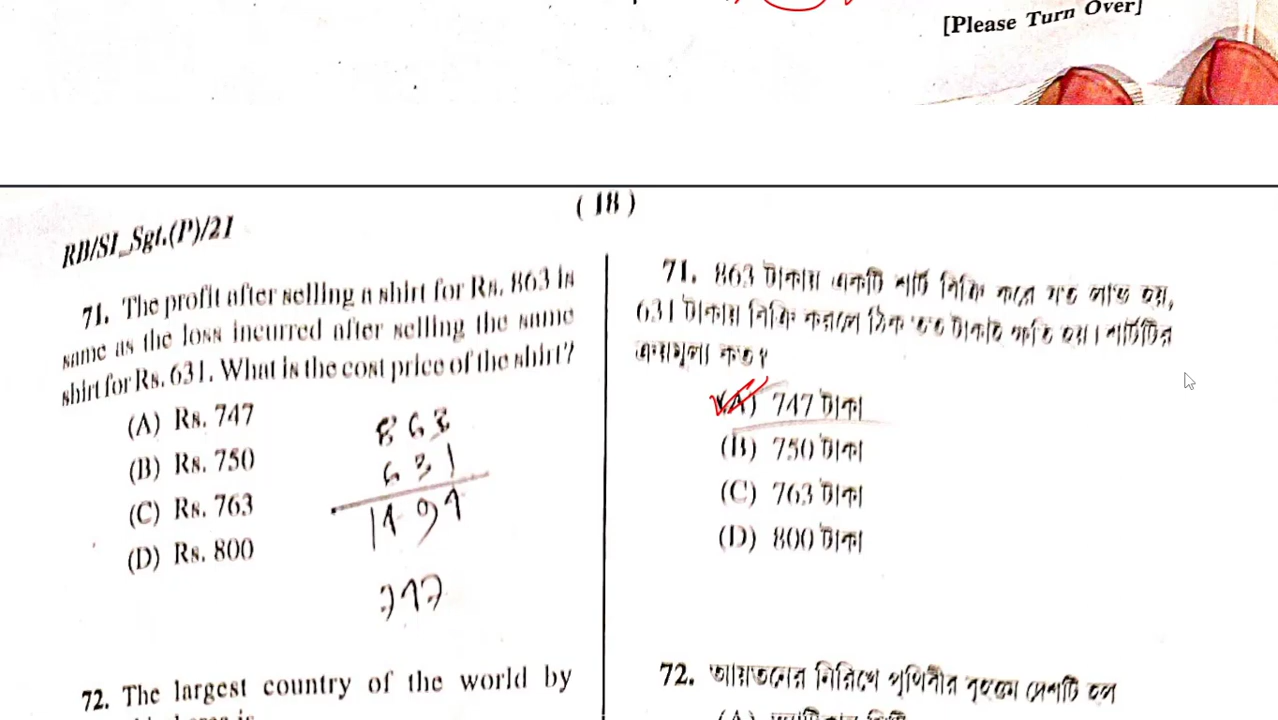 [Please Turn Over]
( 18 )
RB/SI_Sgt.(P)/21
71. The profit after selling a shirt for Rs. 863 is
same as the loss incurred after selling the same
shirt for Rs. 631. What is the cost price of the shirt?
(A) Rs. 747
(B) Rs. 750
(C) Rs. 763
(D) Rs. 800
863
631
1494
747
72. The largest country of the world by
71. 863 টাকায় একটি শার্ট বিক্রি করে যত লাভ হয়,
631 টাকায় বিক্রি করলে ঠিক তত টাকাই ক্ষতি হয়। শার্টটির
ক্রয়মূল্য কত?
(A) 747 টাকা
(B) 750 টাকা
(C) 763 টাকা
(D) 800 টাকা
72. আয়তনের নিরিখে পৃথিবীর বৃহত্তম দেশটি হল